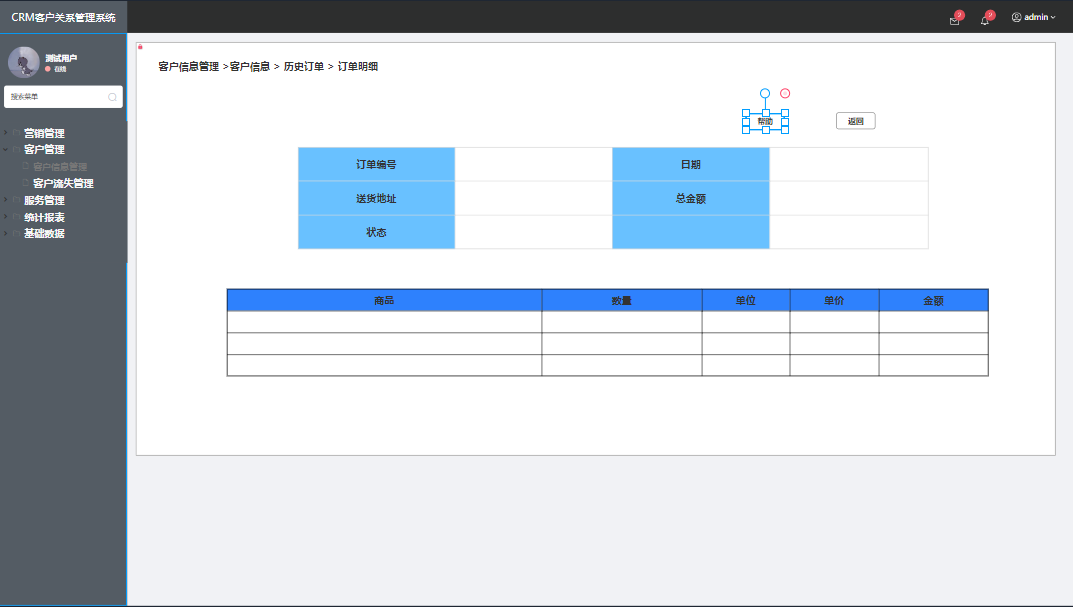 CRM客户关系管理系统
2
2
admin
测试用户
在线
搜索菜单
营销管理
客户管理
客户信息管理
客户流失管理
服务管理
统计报表
基础数据
客户信息管理 >客户信息 > 历史订单 > 订单明细
帮助
返回
订单编号 日期
送货地址 总金额
状态
商品 数量 单位 单价 金额